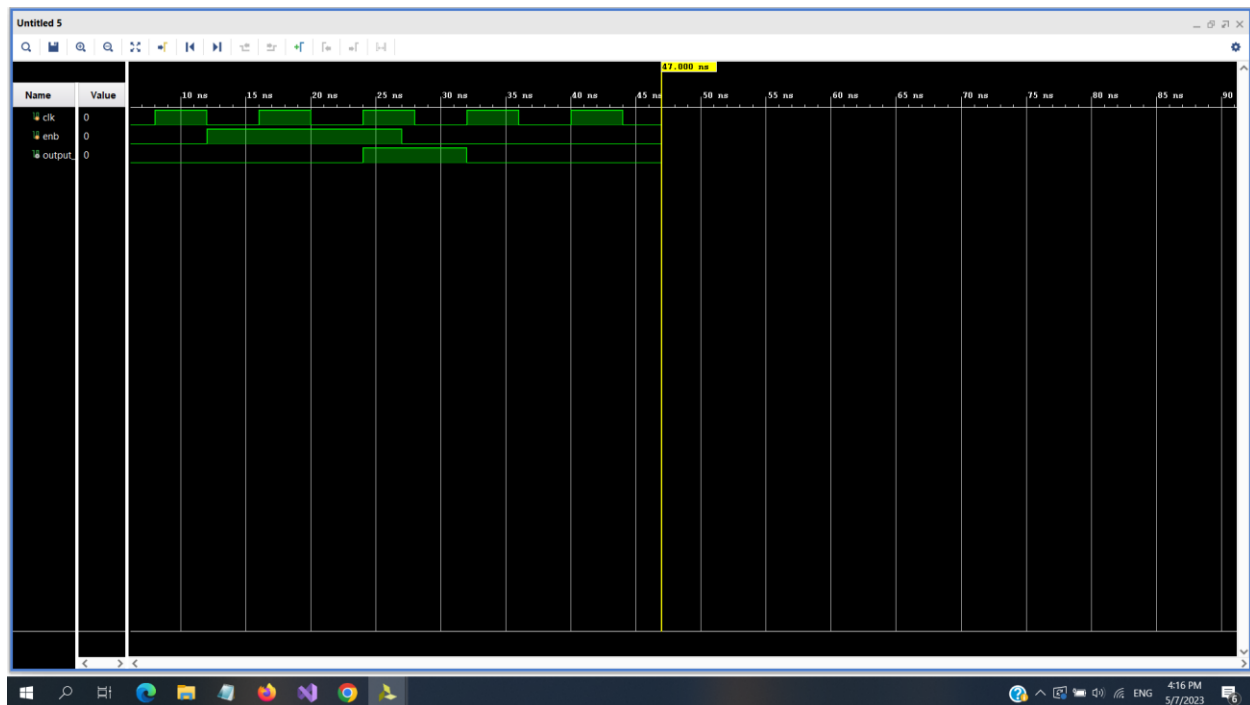 Untitled 5
47.000 ns
Name Value
10 ns 15 ns 20 ns 25 ns 30 ns 35 ns 40 ns 45 ns 50 ns 55 ns 60 ns 65 ns 70 ns 75 ns 80 ns 85 ns 90
clk 0
enb 0
output_ 0
ENG
4:16 PM
5/7/2023
6